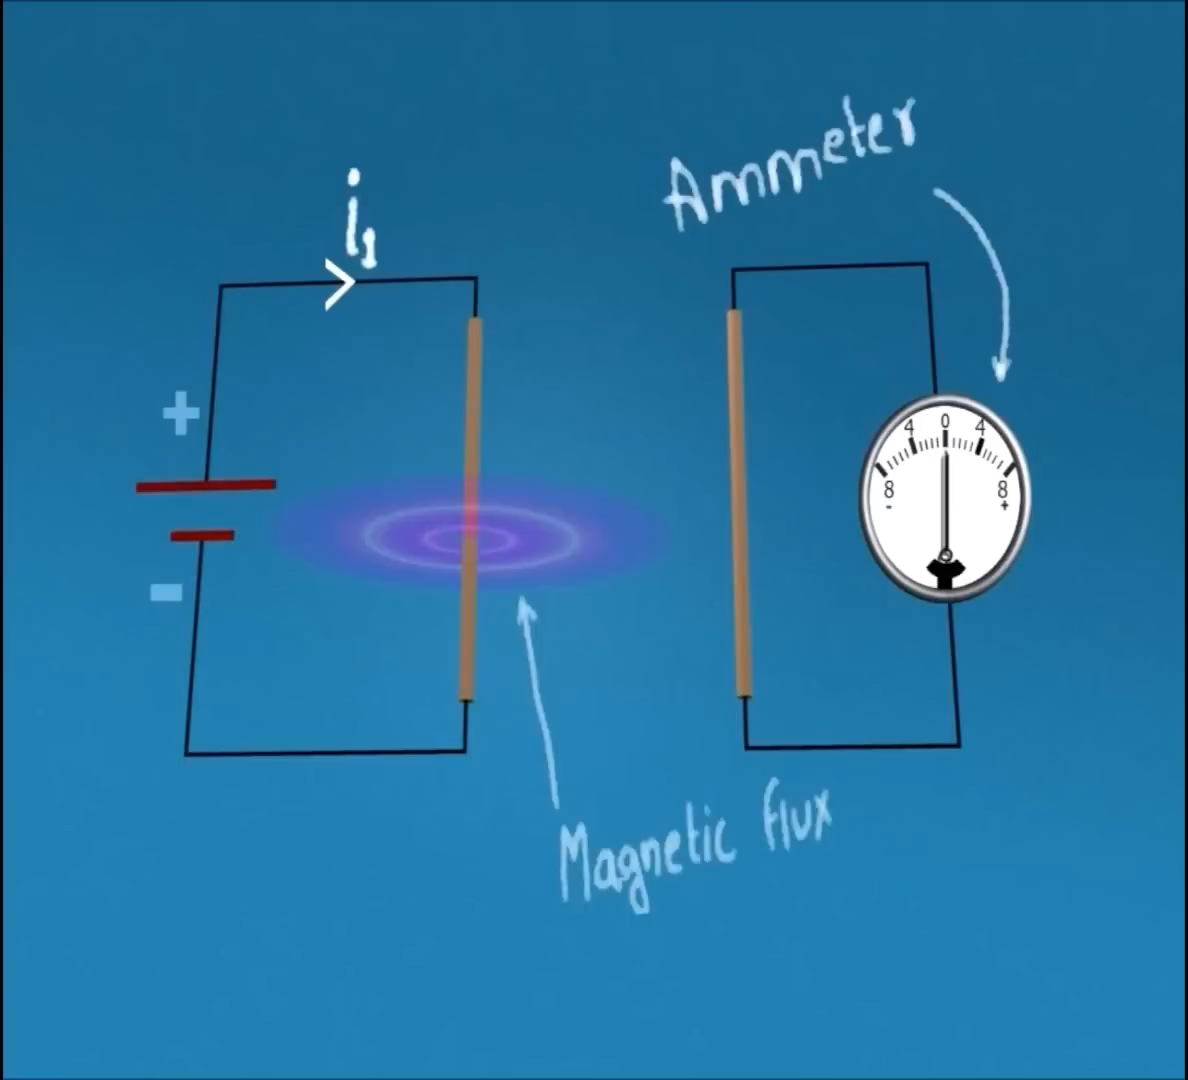 i1
Ammeter
+
-
4 0 4
8 8
- +
Magnetic flux